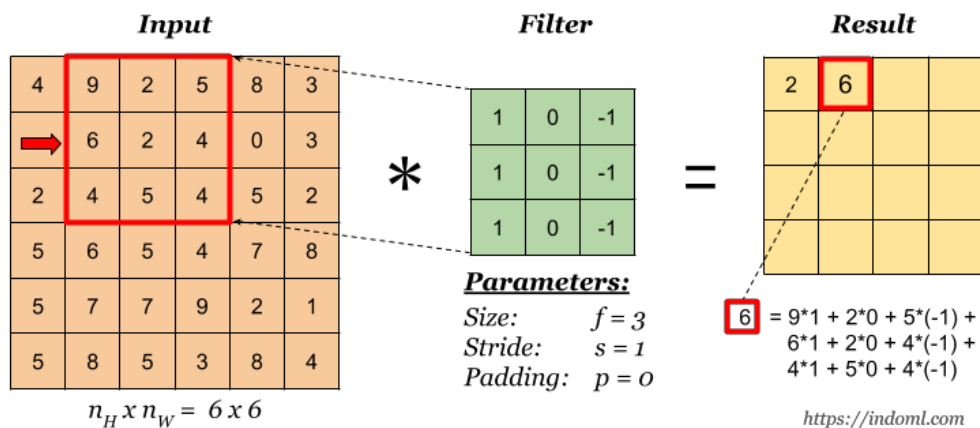 Input
Filter
Result
4 9 2 5 8 3
6 2 4 0 3
2 4 5 4 5 2
5 6 5 4 7 8
5 7 7 9 2 1
5 8 5 3 8 4
n_H x n_W = 6 x 6
*
1 0 -1
1 0 -1
1 0 -1
Parameters:
Size: f = 3
Stride: s = 1
Padding: p = 0
=
2 6
6 = 9*1 + 2*0 + 5*(-1) +
6*1 + 2*0 + 4*(-1) +
4*1 + 5*0 + 4*(-1)
https://indoml.com